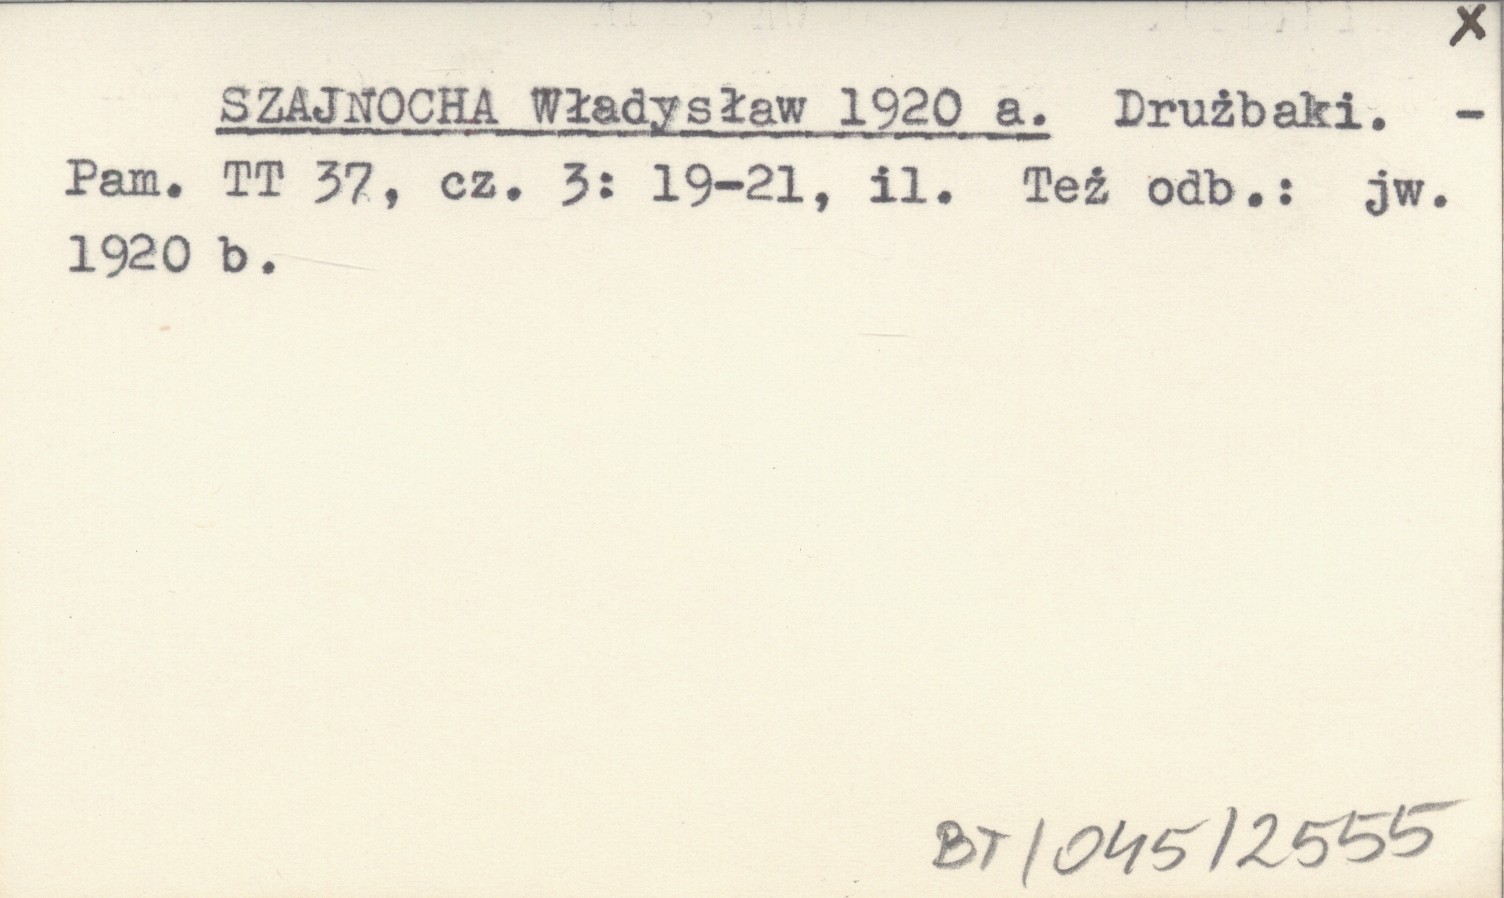 x
SZAJNOCHA Władysław 1920 a. Drużbaki. -
Pam. TT 37, cz. 3: 19-21, il. Też odb.: jw.
1920 b.
BT/045/2555